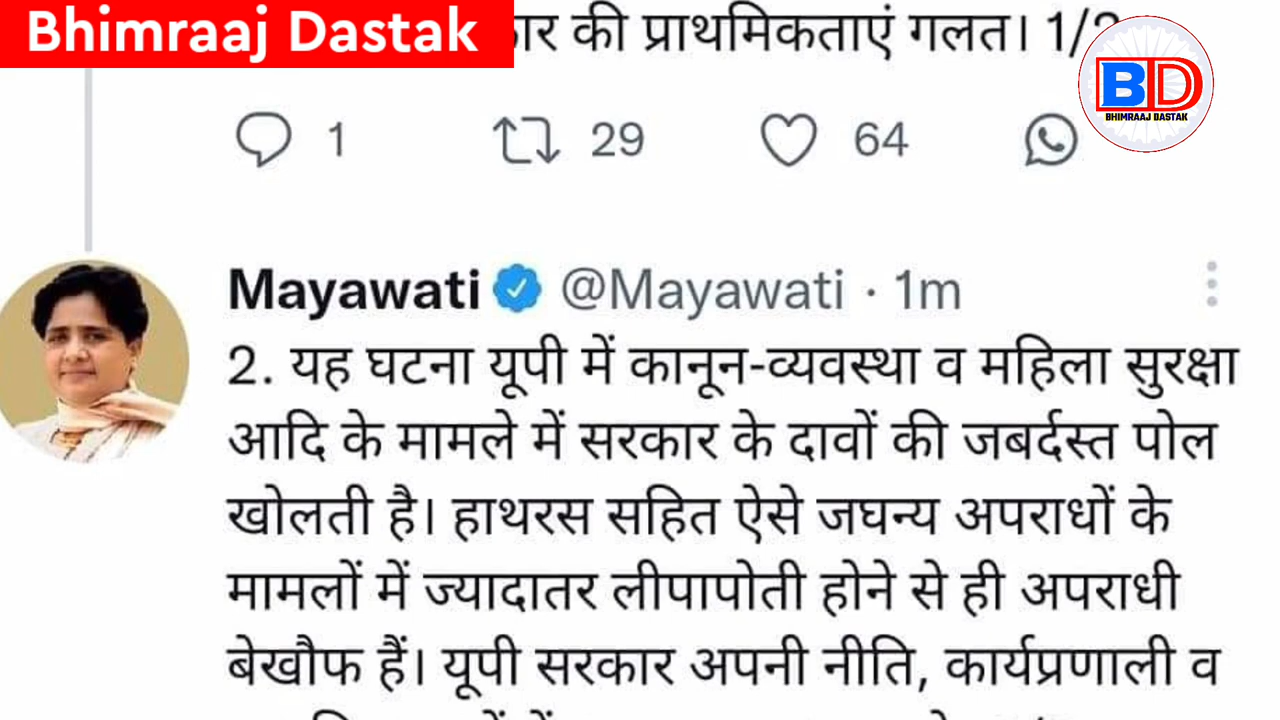 Bhimraaj Dastak
की प्राथमिकताएं गलत। 1/2
BD
BHIMRAAJ DASTAK
1 29 64
Mayawati @Mayawati · 1m
2. यह घटना यूपी में कानून-व्यवस्था व महिला सुरक्षा
आदि के मामले में सरकार के दावों की जबर्दस्त पोल
खोलती है। हाथरस सहित ऐसे जघन्य अपराधों के
मामलों में ज्यादातर लीपापोती होने से ही अपराधी
बेखौफ हैं। यूपी सरकार अपनी नीति, कार्यप्रणाली व